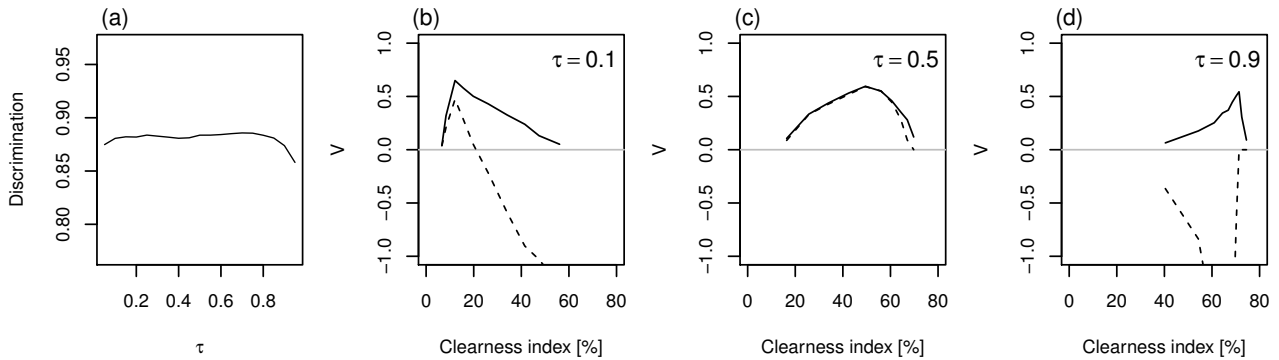 (a)
Discrimination
0.95
0.90
0.85
0.80
0.2 0.4 0.6 0.8
τ
(b)
τ = 0.1
V
1.0
0.5
0.0
−0.5
−1.0
0 20 40 60 80
Clearness index [%]
(c)
τ = 0.5
V
1.0
0.5
0.0
−0.5
−1.0
0 20 40 60 80
Clearness index [%]
(d)
τ = 0.9
V
1.0
0.5
0.0
−0.5
−1.0
0 20 40 60 80
Clearness index [%]